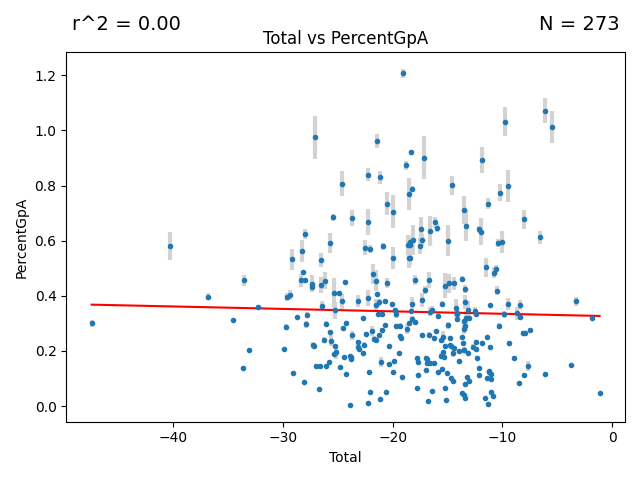 r^2 = 0.00
N = 273
Total vs PercentGpA
PercentGpA
1.2
1.0
0.8
0.6
0.4
0.2
0.0
−40
−30
−20
−10
0
Total